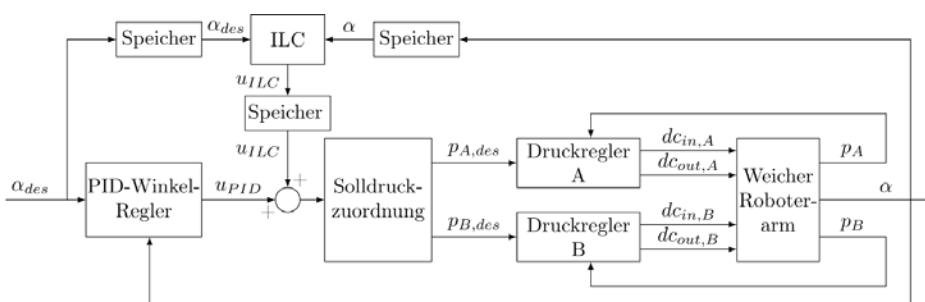 α_des
Speicher
ILC
α
Speicher
u_ILC
Speicher
u_ILC
α_des
PID-Winkel-
Regler
u_PID
+
+
Solldruck-
zuordnung
p_A,des
p_B,des
Druckregler
A
Druckregler
B
dc_in,A
dc_out,A
dc_in,B
dc_out,B
Weicher
Roboter-
arm
p_A
α
p_B